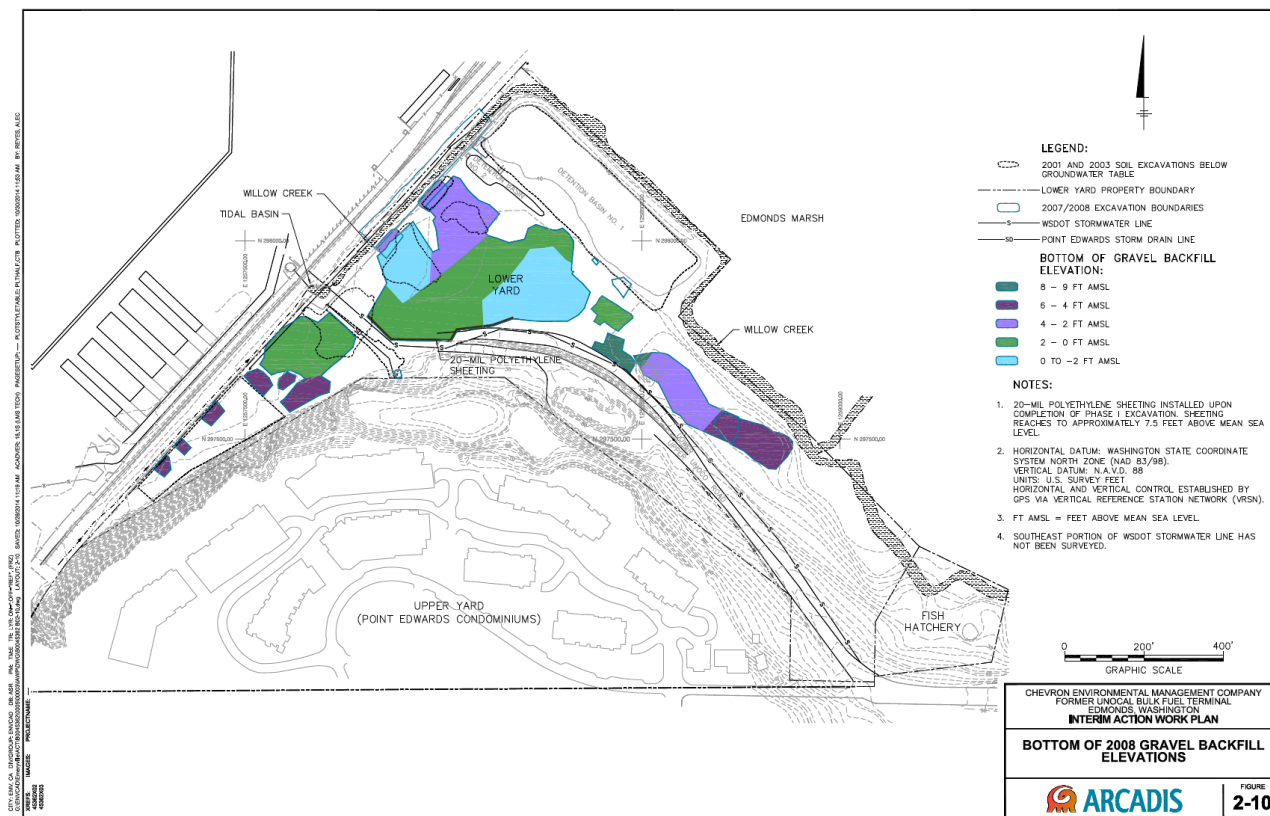 WILLOW CREEK
TIDAL BASIN
DETENTION BASIN NO. 2
DETENTION BASIN NO. 1
EDMONDS MARSH
LOWER
YARD
WILLOW CREEK
20-MIL POLYETHYLENE
SHEETING
UPPER YARD
(POINT EDWARDS CONDOMINIUMS)
FISH
HATCHERY
LEGEND:
2001 AND 2003 SOIL EXCAVATIONS BELOW
GROUNDWATER TABLE
LOWER YARD PROPERTY BOUNDARY
2007/2008 EXCAVATION BOUNDARIES
S WSDOT STORMWATER LINE
SD POINT EDWARDS STORM DRAIN LINE
BOTTOM OF GRAVEL BACKFILL
ELEVATION:
8 – 9 FT AMSL
6 – 4 FT AMSL
4 – 2 FT AMSL
2 – 0 FT AMSL
0 TO –2 FT AMSL
NOTES:
1. 20-MIL POLYETHYLENE SHEETING INSTALLED UPON
COMPLETION OF PHASE I EXCAVATION. SHEETING
REACHES TO APPROXIMATELY 7.5 FEET ABOVE MEAN SEA
LEVEL.
2. HORIZONTAL DATUM: WASHINGTON STATE COORDINATE
SYSTEM NORTH ZONE (NAD 83/98).
VERTICAL DATUM: N.A.V.D. 88
UNITS: U.S. SURVEY FEET
HORIZONTAL AND VERTICAL CONTROL ESTABLISHED BY
GPS VIA VERTICAL REFERENCE STATION NETWORK (VRSN).
3. FT AMSL = FEET ABOVE MEAN SEA LEVEL.
4. SOUTHEAST PORTION OF WSDOT STORMWATER LINE HAS
NOT BEEN SURVEYED.
0 200' 400'
GRAPHIC SCALE
CHEVRON ENVIRONMENTAL MANAGEMENT COMPANY
FORMER UNOCAL BULK FUEL TERMINAL
EDMONDS, WASHINGTON
INTERIM ACTION WORK PLAN
BOTTOM OF 2008 GRAVEL BACKFILL
ELEVATIONS
ARCADIS
FIGURE
2-10